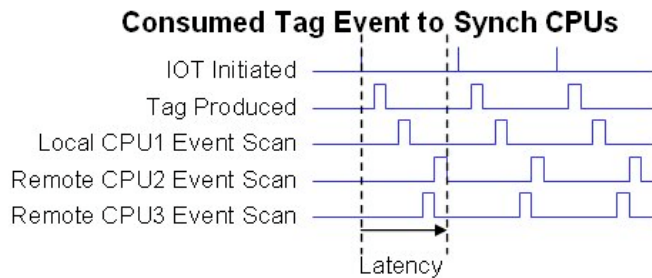 Consumed Tag Event to Synch CPUs
IOT Initiated
Tag Produced
Local CPU1 Event Scan
Remote CPU2 Event Scan
Remote CPU3 Event Scan
Latency